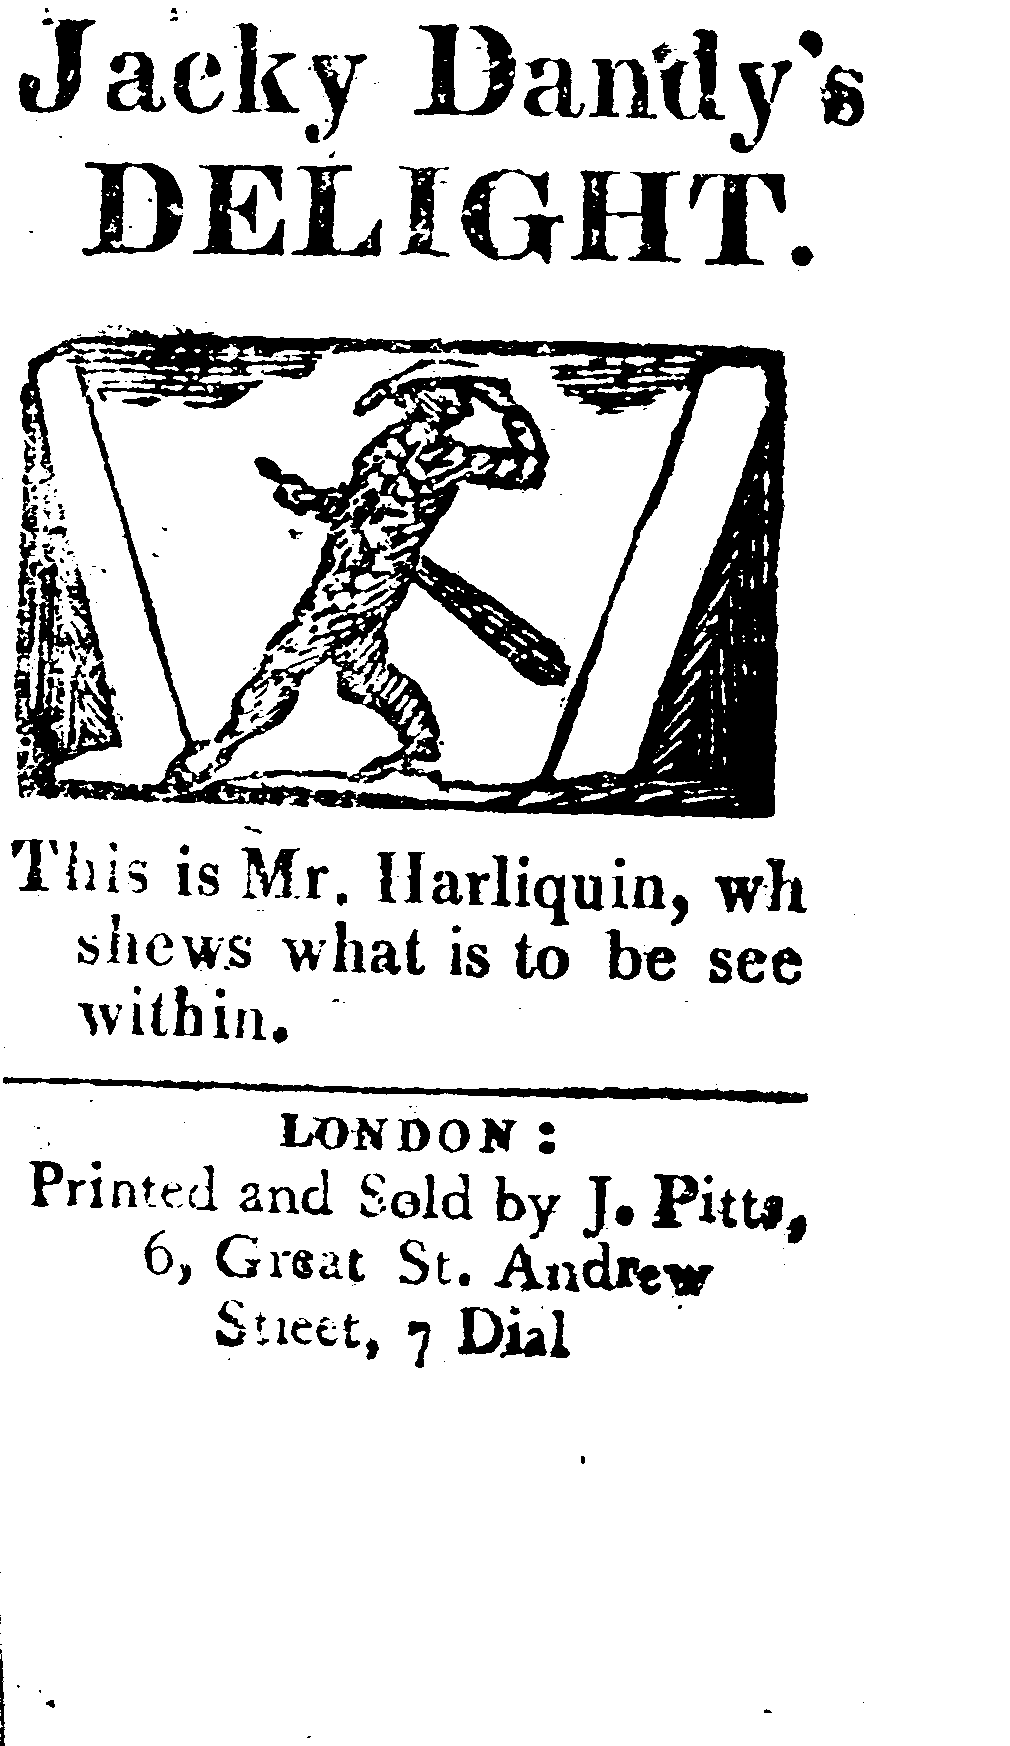 Jacky Dandy's
DELIGHT.
This is Mr. Harliquin, wh
shews what is to be see
within.
LONDON:
Printed and Sold by J. Pitts,
6, Great St. Andrew
Street, 7 Dial